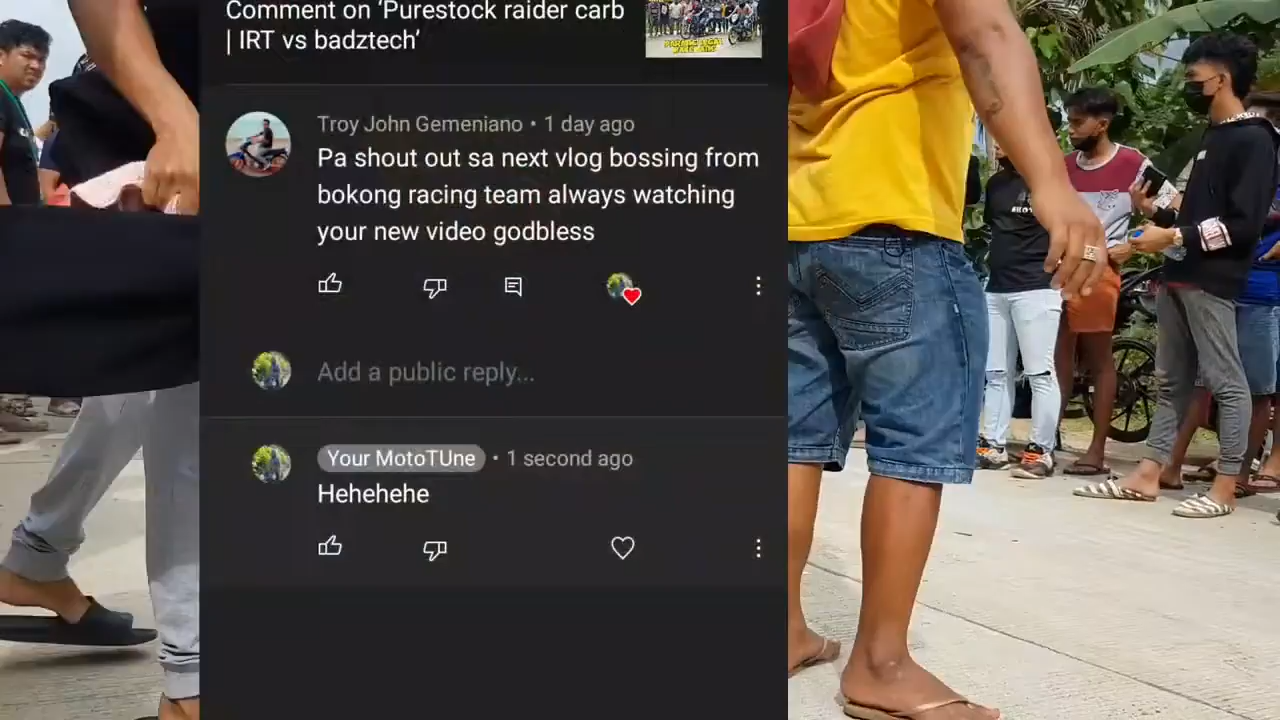 Comment on ‘Purestock raider carb
| IRT vs badztech’
Troy John Gemeniano • 1 day ago
Pa shout out sa next vlog bossing from
bokong racing team always watching
your new video godbless
Add a public reply...
Your MotoTUne • 1 second ago
Hehehehe